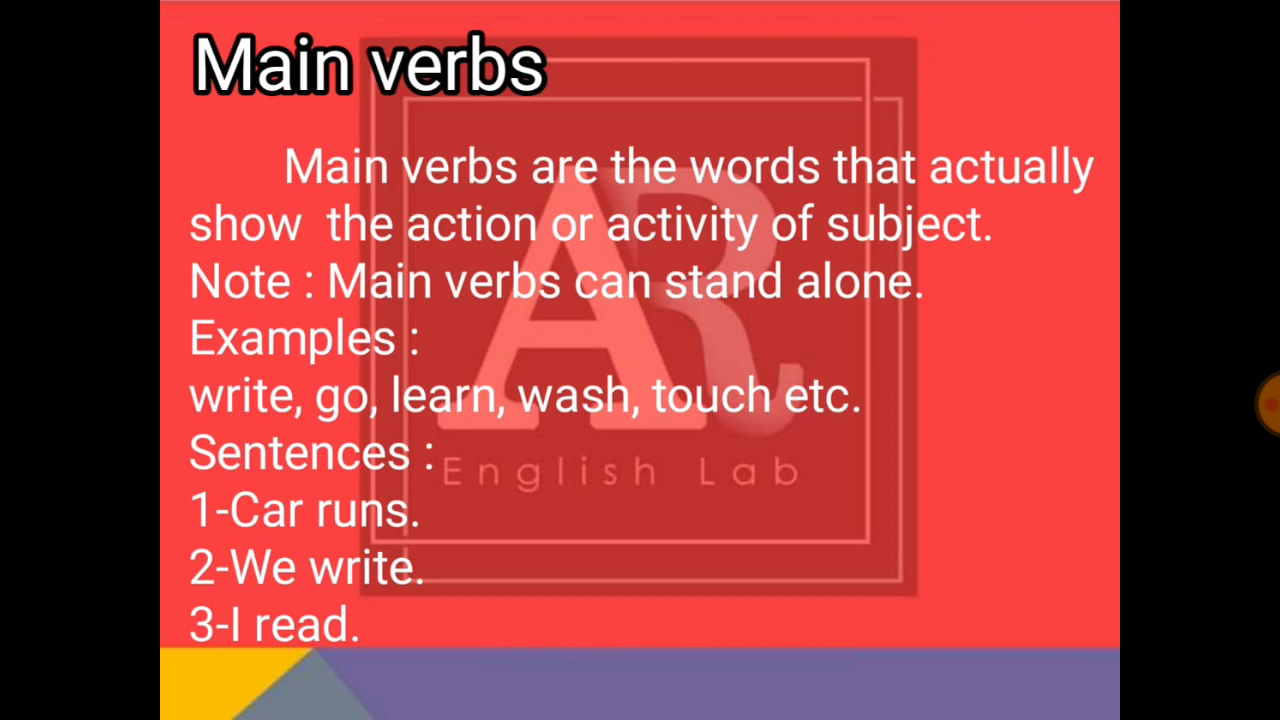 Main verbs
Main verbs are the words that actually
show  the action or activity of subject.
Note : Main verbs can stand alone.
Examples :
write, go, learn, wash, touch etc.
Sentences :
English Lab
1-Car runs.
2-We write.
3-I read.
AR